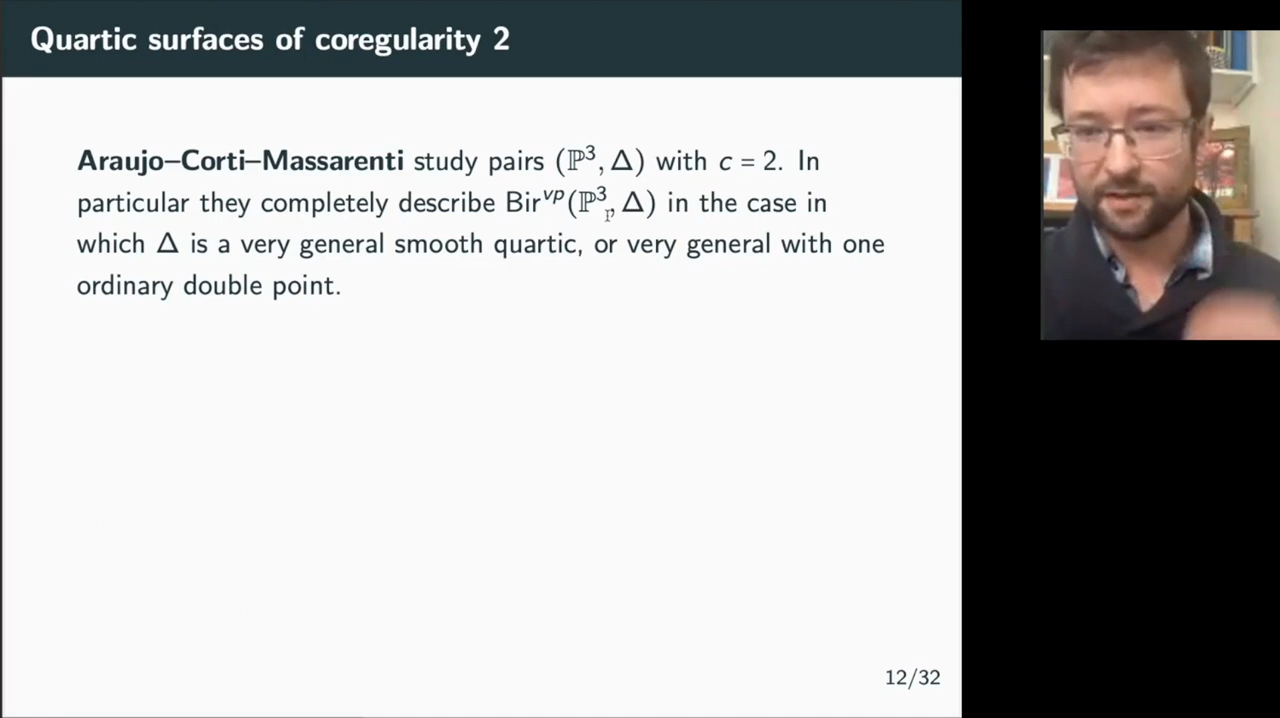 Quartic surfaces of coregularity 2
Araujo–Corti–Massarenti study pairs (ℙ³, Δ) with c = 2. In
particular they completely describe Birᵛᵖ(ℙ³, Δ) in the case in
which Δ is a very general smooth quartic, or very general with one
ordinary double point.
12/32